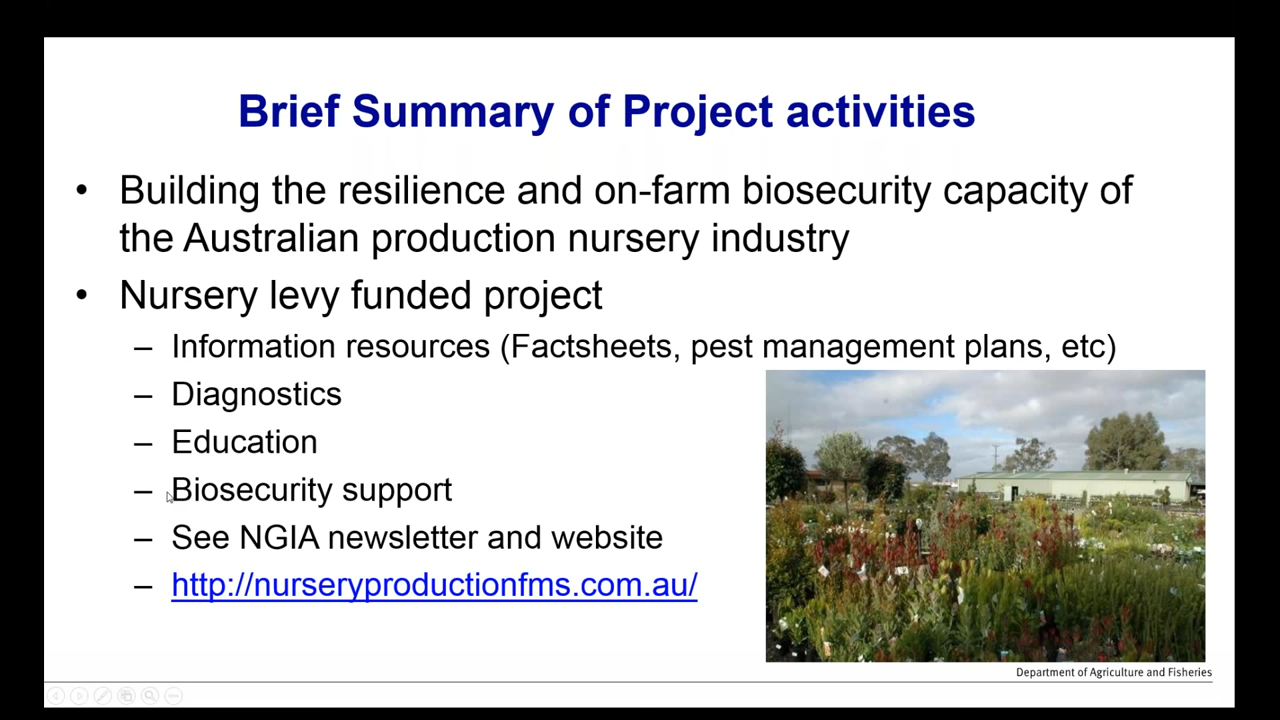 Brief Summary of Project activities
• Building the resilience and on-farm biosecurity capacity of
the Australian production nursery industry
• Nursery levy funded project
– Information resources (Factsheets, pest management plans, etc)
– Diagnostics
– Education
– Biosecurity support
– See NGIA newsletter and website
– http://nurseryproductionfms.com.au/
Department of Agriculture and Fisheries